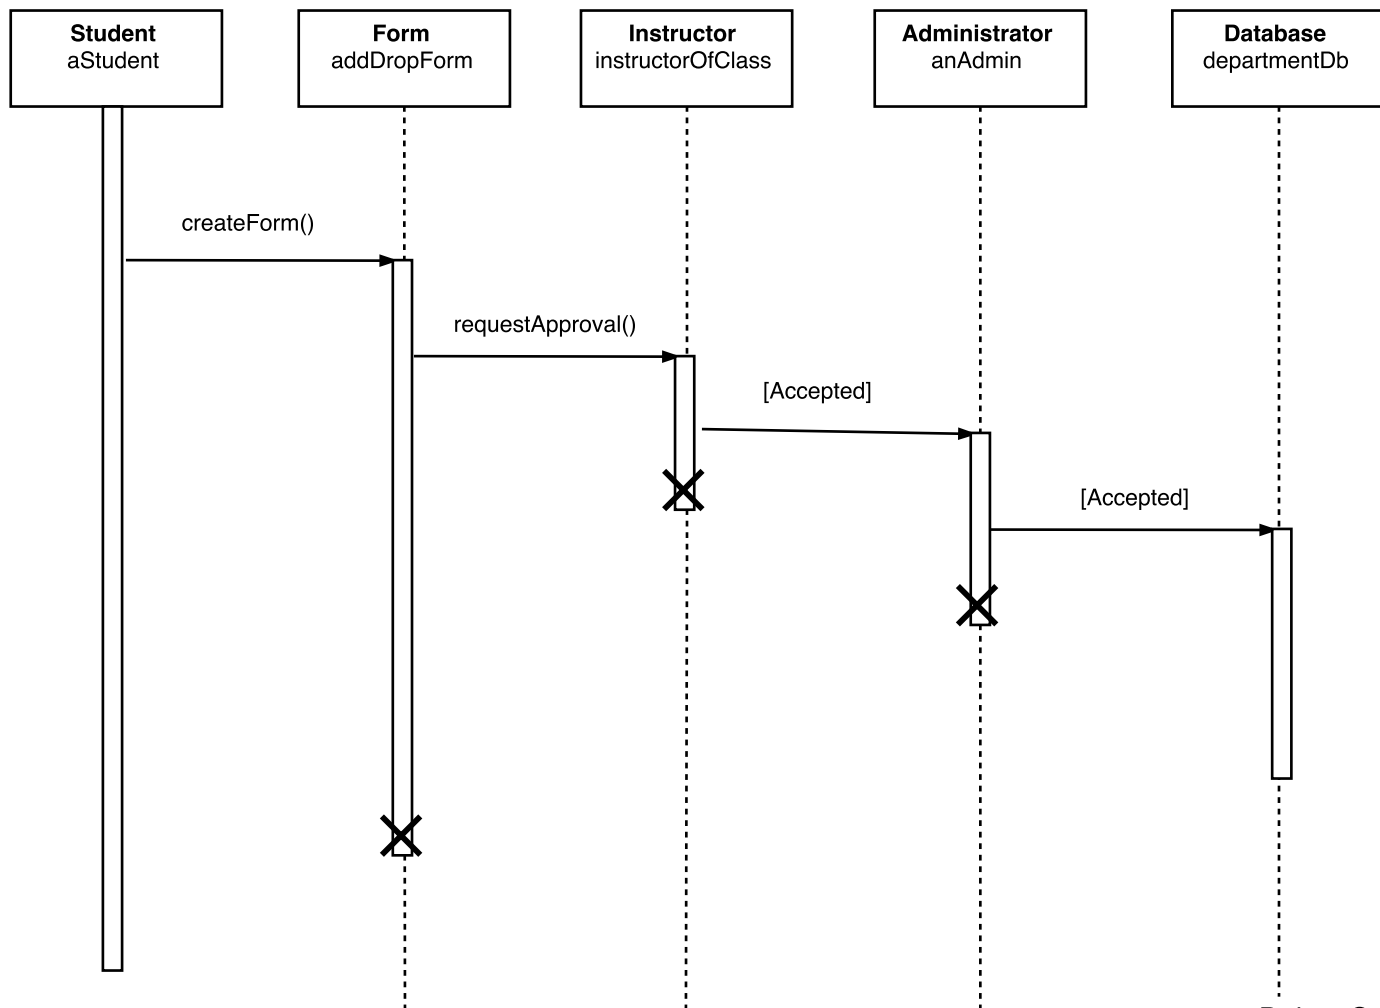 Student
aStudent
Form
addDropForm
Instructor
instructorOfClass
Administrator
anAdmin
Database
departmentDb
createForm()
requestApproval()
[Accepted]
[Accepted]